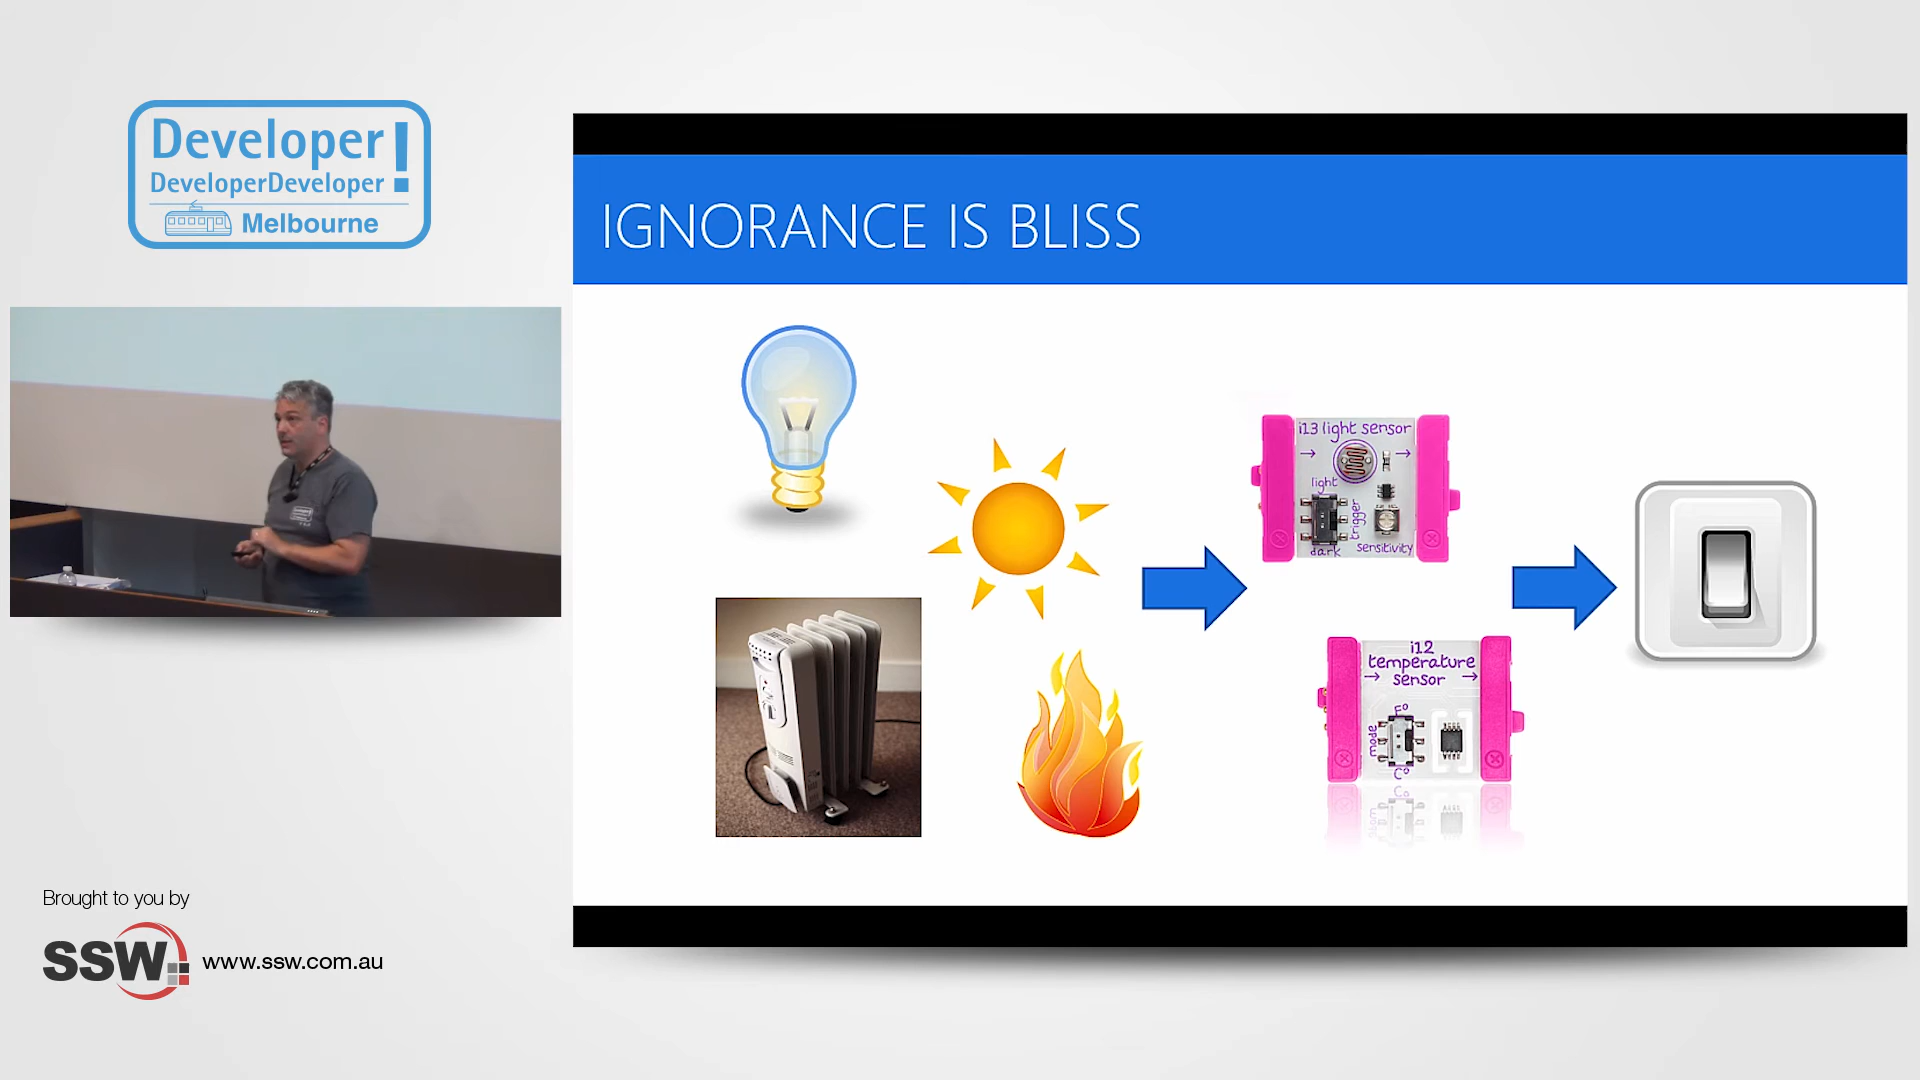 Developer!
DeveloperDeveloper
Melbourne
IGNORANCE IS BLISS
i13 light sensor
light
trigger
dark
sensitivity
i12
temperature
sensor
F°
mode
C°
Brought to you by
SSW
www.ssw.com.au